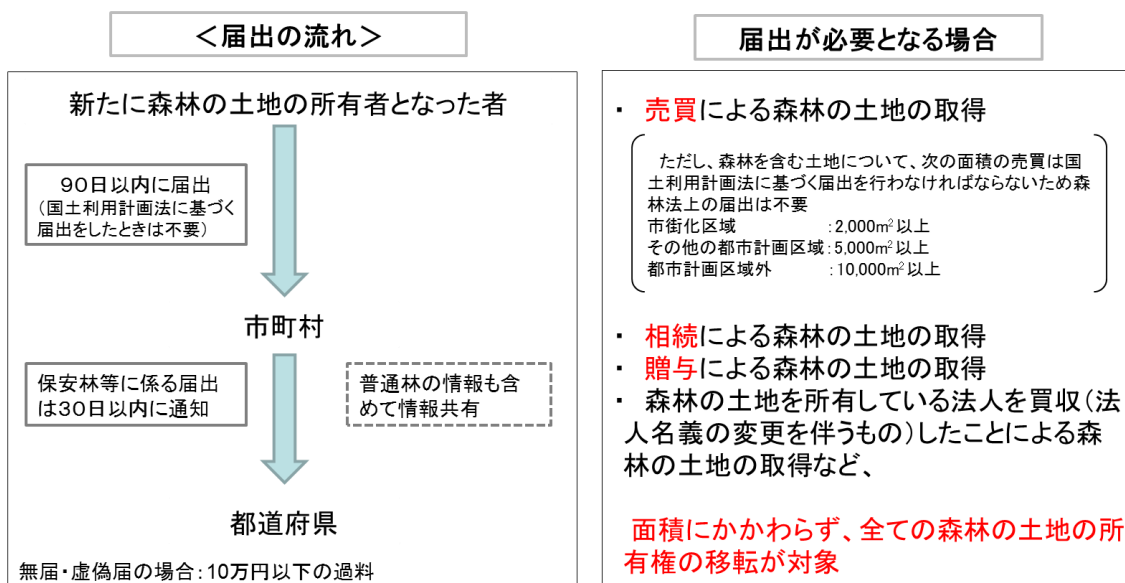 ＜届出の流れ＞
新たに森林の土地の所有者となった者
90日以内に届出
（国土利用計画法に基づく
届出をしたときは不要）
市町村
保安林等に係る届出
は30日以内に通知
普通林の情報も含
めて情報共有
都道府県
無届・虚偽届の場合：10万円以下の過料
届出が必要となる場合
・ 売買による森林の土地の取得
ただし、森林を含む土地について、次の面積の売買は国
土利用計画法に基づく届出を行わなければならないため森
林法上の届出は不要
市街化区域　　　　：2,000m²以上
その他の都市計画区域：5,000m²以上
都市計画区域外　　　：10,000m²以上
・ 相続による森林の土地の取得
・ 贈与による森林の土地の取得
・ 森林の土地を所有している法人を買収（法
人名義の変更を伴うもの）したことによる森
林の土地の取得など、
面積にかかわらず、全ての森林の土地の所
有権の移転が対象